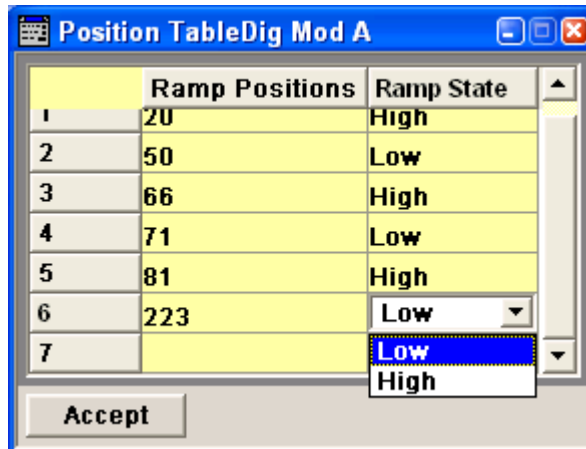 Position TableDig Mod A
Ramp Positions Ramp State
1 20 High
2 50 Low
3 66 High
4 71 Low
5 81 High
6 223 Low
7 Low
High
Accept